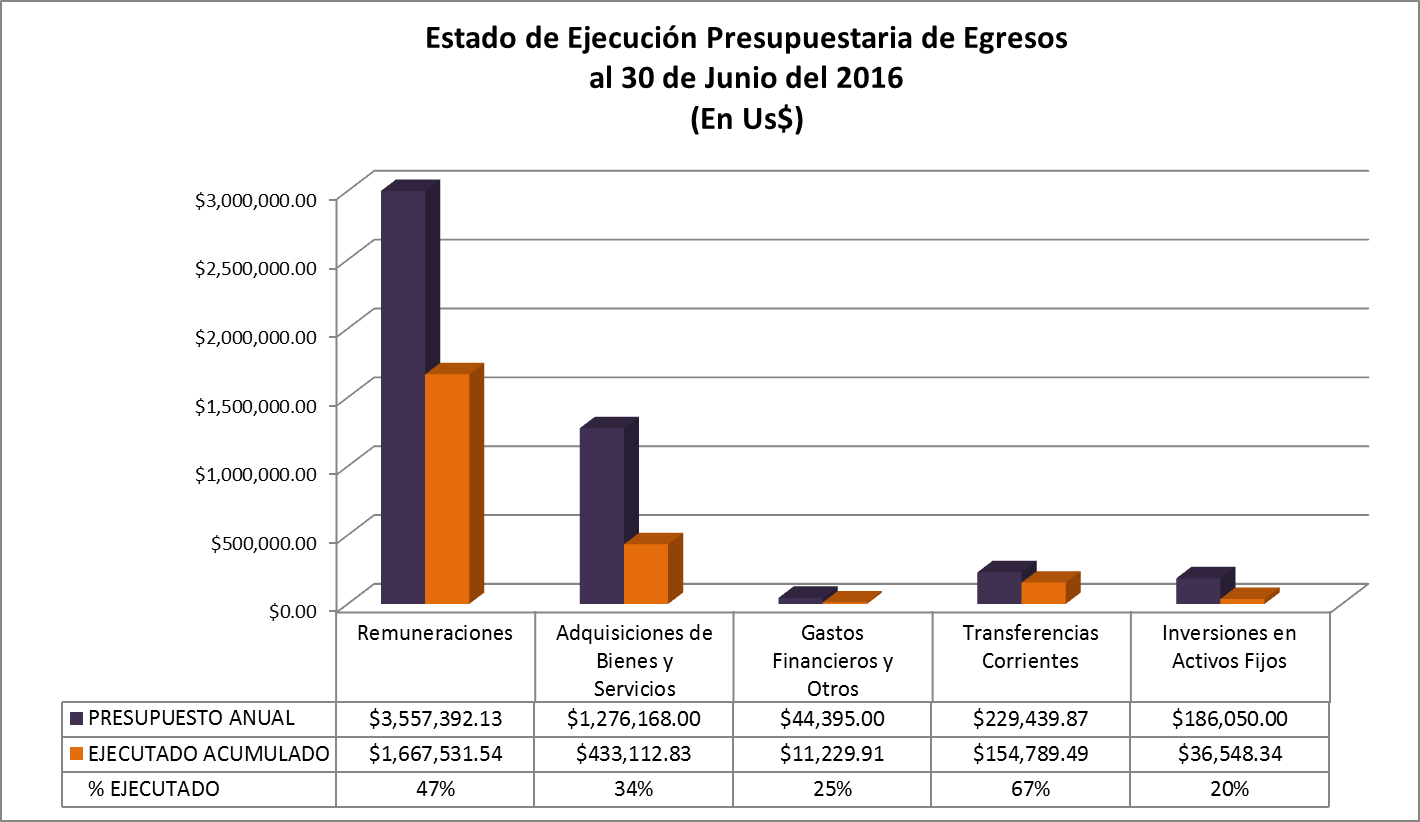 Estado de Ejecución Presupuestaria de Egresos
al 30 de Junio del 2016
(En Us$)
$3,000,000.00
$2,500,000.00
$2,000,000.00
$1,500,000.00
$1,000,000.00
$500,000.00
$0.00
Remuneraciones
Adquisiciones de
Bienes y
Servicios
Gastos
Financieros y
Otros
Transferencias
Corrientes
Inversiones en
Activos Fijos
PRESUPUESTO ANUAL $3,557,392.13 $1,276,168.00 $44,395.00 $229,439.87 $186,050.00
EJECUTADO ACUMULADO $1,667,531.54 $433,112.83 $11,229.91 $154,789.49 $36,548.34
% EJECUTADO 47% 34% 25% 67% 20%